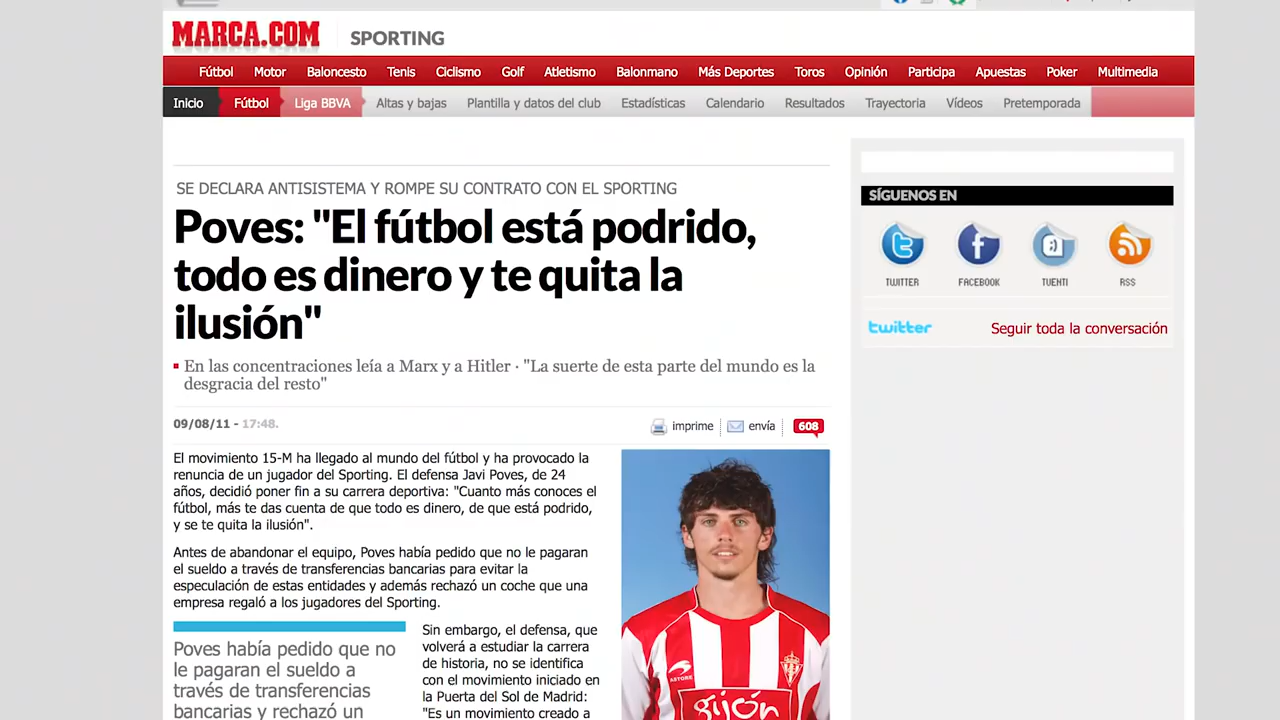 MARCA.COM SPORTING
Fútbol Motor Baloncesto Tenis Ciclismo Golf Atletismo Balonmano Más Deportes Toros Opinión Participa Apuestas Poker Multimedia
Inicio Fútbol Liga BBVA Altas y bajas Plantilla y datos del club Estadísticas Calendario Resultados Trayectoria Vídeos Pretemporada
SE DECLARA ANTISISTEMA Y ROMPE SU CONTRATO CON EL SPORTING
Poves: "El fútbol está podrido,
todo es dinero y te quita la
ilusión"
En las concentraciones leía a Marx y a Hitler · "La suerte de esta parte del mundo es la
desgracia del resto"
09/08/11 - 17:48.
imprime envía 608
El movimiento 15-M ha llegado al mundo del fútbol y ha provocado la
renuncia de un jugador del Sporting. El defensa Javi Poves, de 24
años, decidió poner fin a su carrera deportiva: "Cuanto más conoces el
fútbol, más te das cuenta de que todo es dinero, de que está podrido,
y se te quita la ilusión".
Antes de abandonar el equipo, Poves había pedido que no le pagaran
el sueldo a través de transferencias bancarias para evitar la
especulación de estas entidades y además rechazó un coche que una
empresa regaló a los jugadores del Sporting.
Poves había pedido que no
le pagaran el sueldo a
través de transferencias
bancarias y rechazó un
Sin embargo, el defensa, que
volverá a estudiar la carrera
de historia, no se identifica
con el movimiento iniciado en
la Puerta del Sol de Madrid:
"Es un movimiento creado a
ASTORE
gijón
SÍGUENOS EN
TWITTER FACEBOOK TUENTI RSS
twitter Seguir toda la conversación